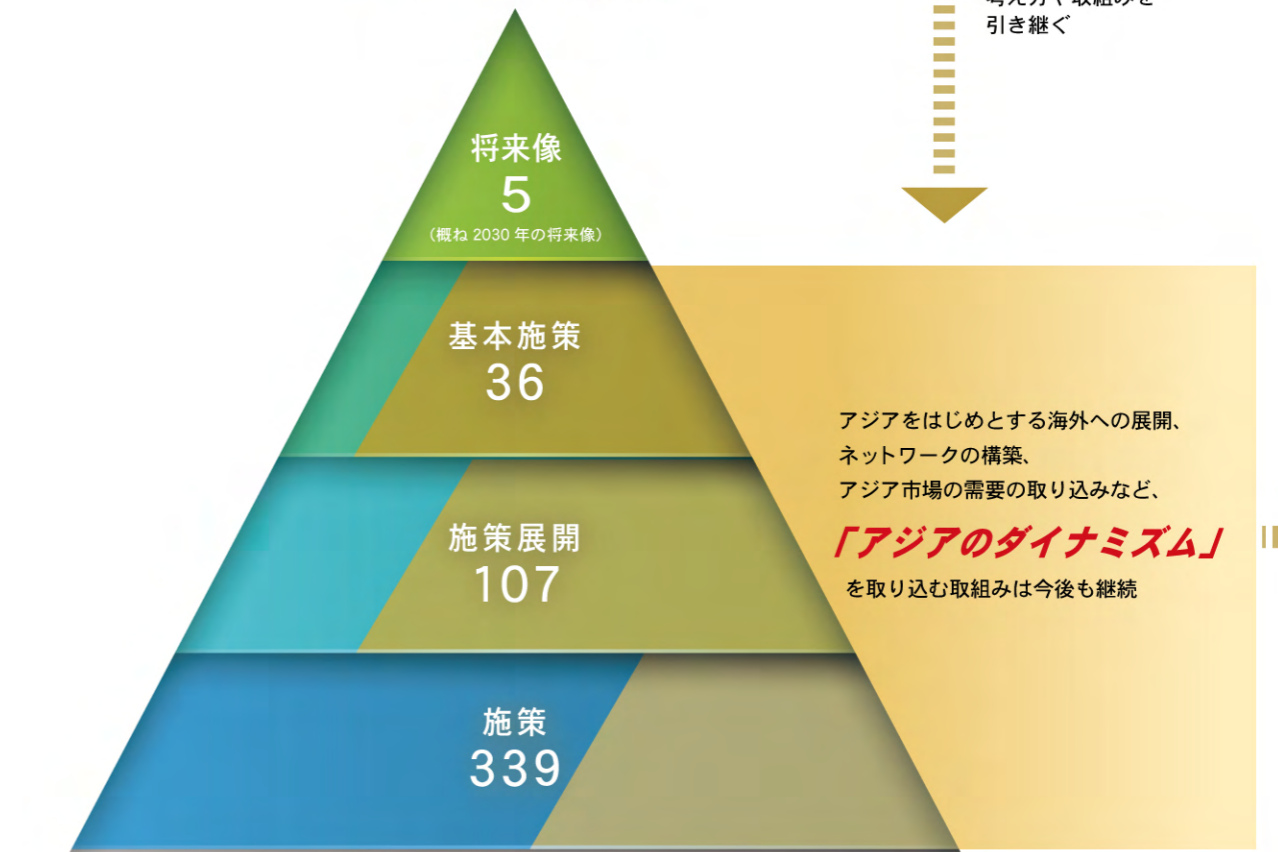 引き継ぐ
将来像
5
（概ね 2030 年の将来像）
基本施策
36
施策展開
107
施策
339
アジアをはじめとする海外への展開、
ネットワークの構築、
アジア市場の需要の取り込みなど、
「アジアのダイナミズム」
を取り込む取組みは今後も継続